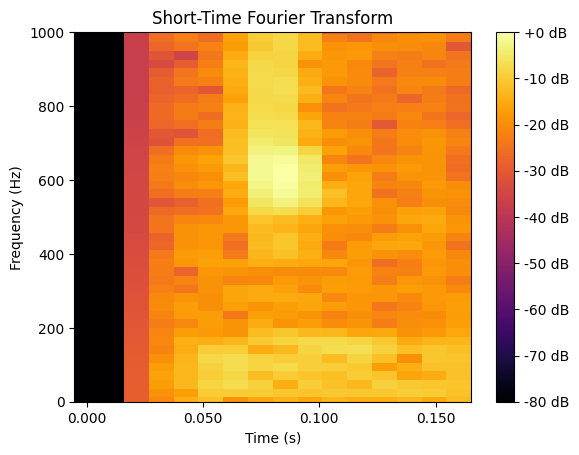 Short-Time Fourier Transform
Frequency (Hz)
1000
800
600
400
200
0
0.000
0.050
0.100
0.150
Time (s)
+0 dB
-10 dB
-20 dB
-30 dB
-40 dB
-50 dB
-60 dB
-70 dB
-80 dB